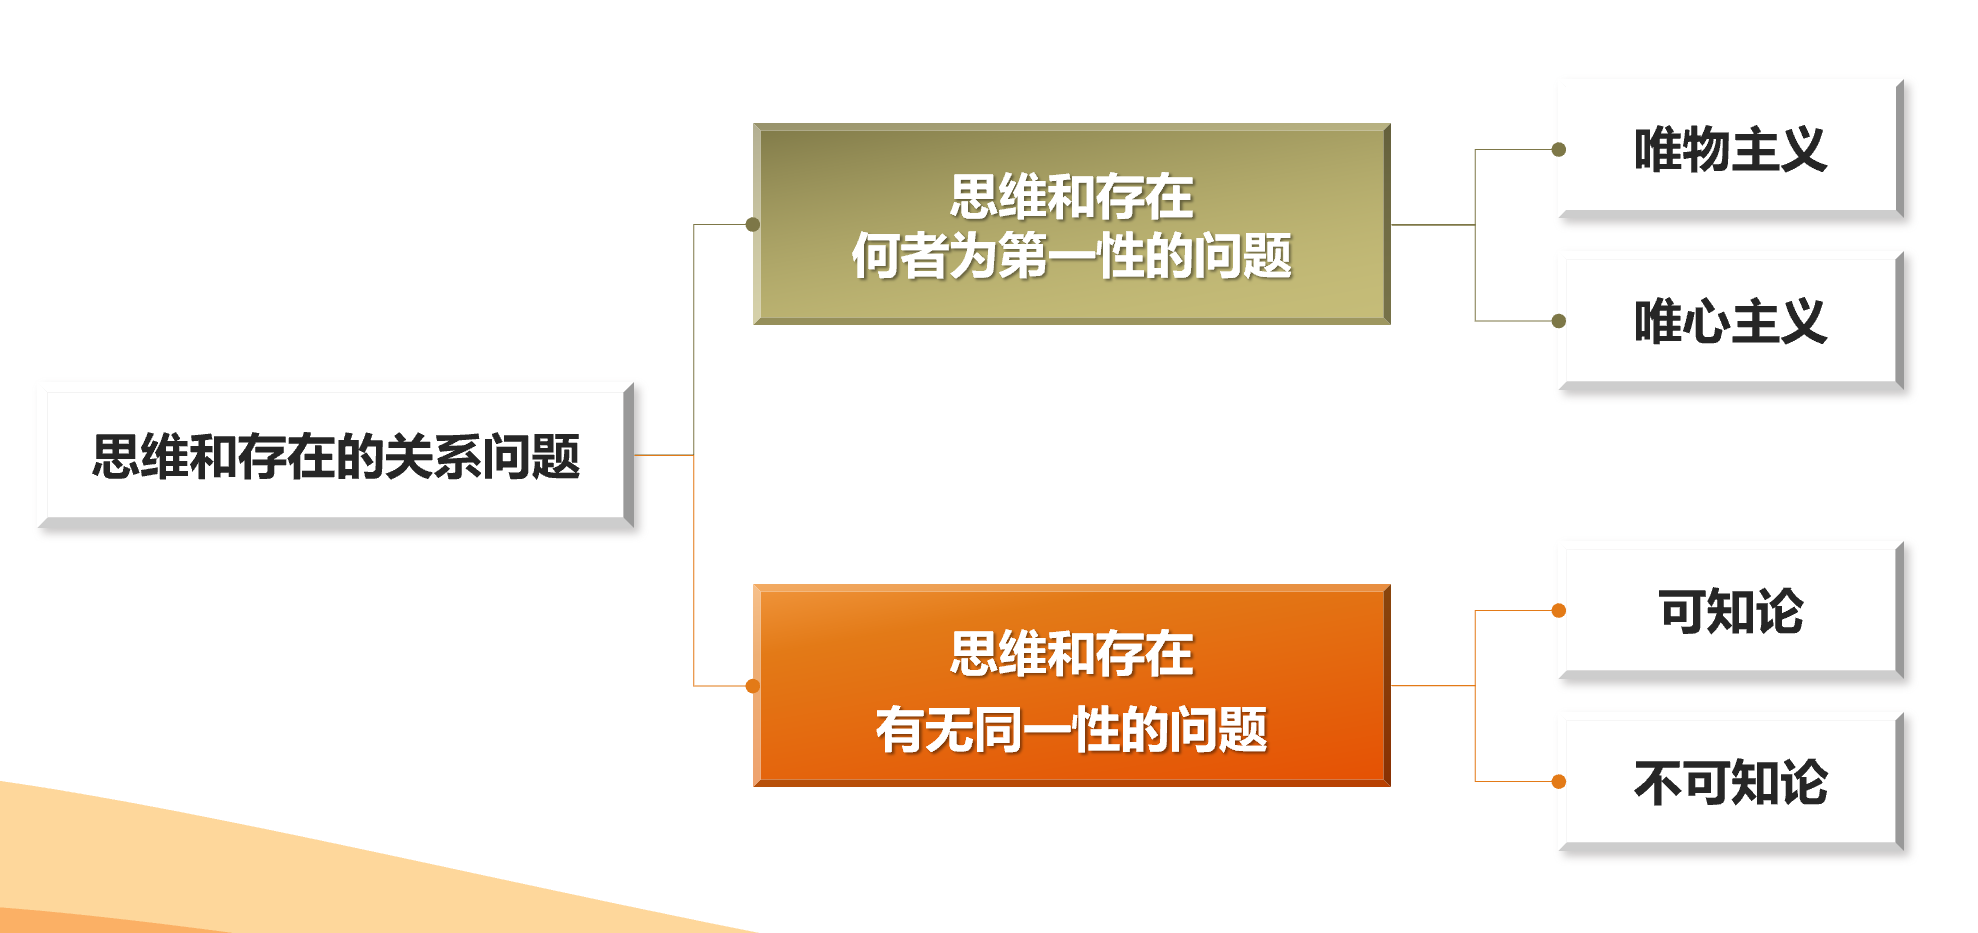 思维和存在的关系问题
思维和存在
何者为第一性的问题
唯物主义
唯心主义
思维和存在
有无同一性的问题
可知论
不可知论